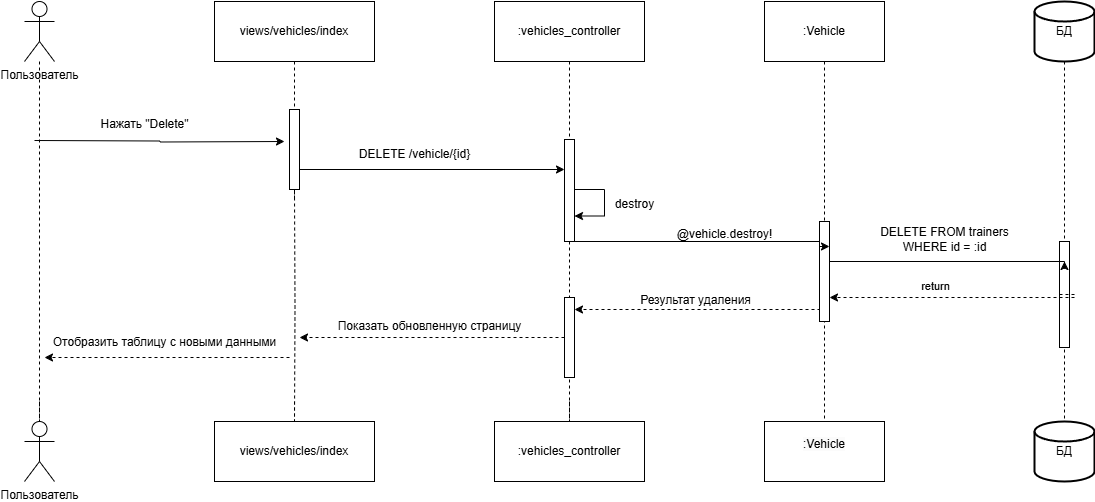 views/vehicles/index
:vehicles_controller
:Vehicle
БД
Пользователь
Нажать "Delete"
DELETE /vehicle/{id}
destroy
@vehicle.destroy!
DELETE FROM trainers
WHERE id = :id
return
Результат удаления
Показать обновленную страницу
Отобразить таблицу с новыми данными
views/vehicles/index
:vehicles_controller
:Vehicle
БД
Пользователь